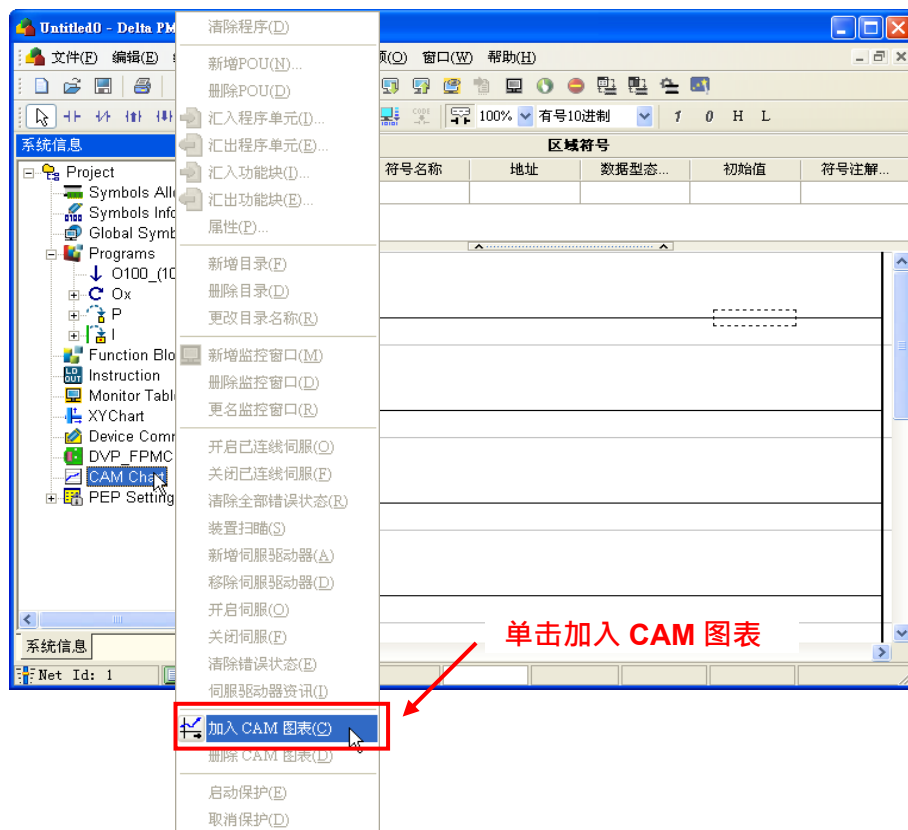 Untitled0 - Delta PM
文件(F) 编辑(E) (O) 窗口(W) 帮助(H)
100% 有号10进制 1 0 H L
系统信息
区域符号
符号名称 地址 数据型态... 初始值 符号注解...
Project
Symbols All
Symbols Info
Global Symb
Programs
O100_(10
Ox
P
I
Function Blo
Instruction
Monitor Tabl
XYChart
Device Comm
DVP_FPMC
CAM Chart
PEP Setting
系统信息
Net Id: 1
清除程序(D)
新增POU(N)...
删除POU(D)
汇入程序单元(I)...
汇出程序单元(E)...
汇入功能块(I)...
汇出功能块(E)...
属性(P)...
新增目录(F)
删除目录(D)
更改目录名称(R)
新增监控窗口(M)
删除监控窗口(D)
更名监控窗口(R)
开启已连线伺服(O)
关闭已连线伺服(F)
清除全部错误状态(R)
装置扫瞄(S)
新增伺服驱动器(A)
移除伺服驱动器(D)
开启伺服(O)
关闭伺服(F)
清除错误状态(E)
伺服驱动器资讯(I)
加入 CAM 图表(C)
删除 CAM 图表(D)
启动保护(E)
取消保护(D)
单击加入 CAM 图表